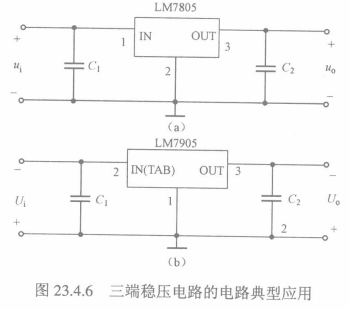 LM7805
+ 1 IN OUT 3 +
u_i C_1 2 C_2 u_o
− −
(a)
LM7905
− 2 IN(TAB) OUT 3 −
U_i C_1 1 C_2 U_o
+ 2 +
(b)
图 23.4.6 三端稳压电路的电路典型应用